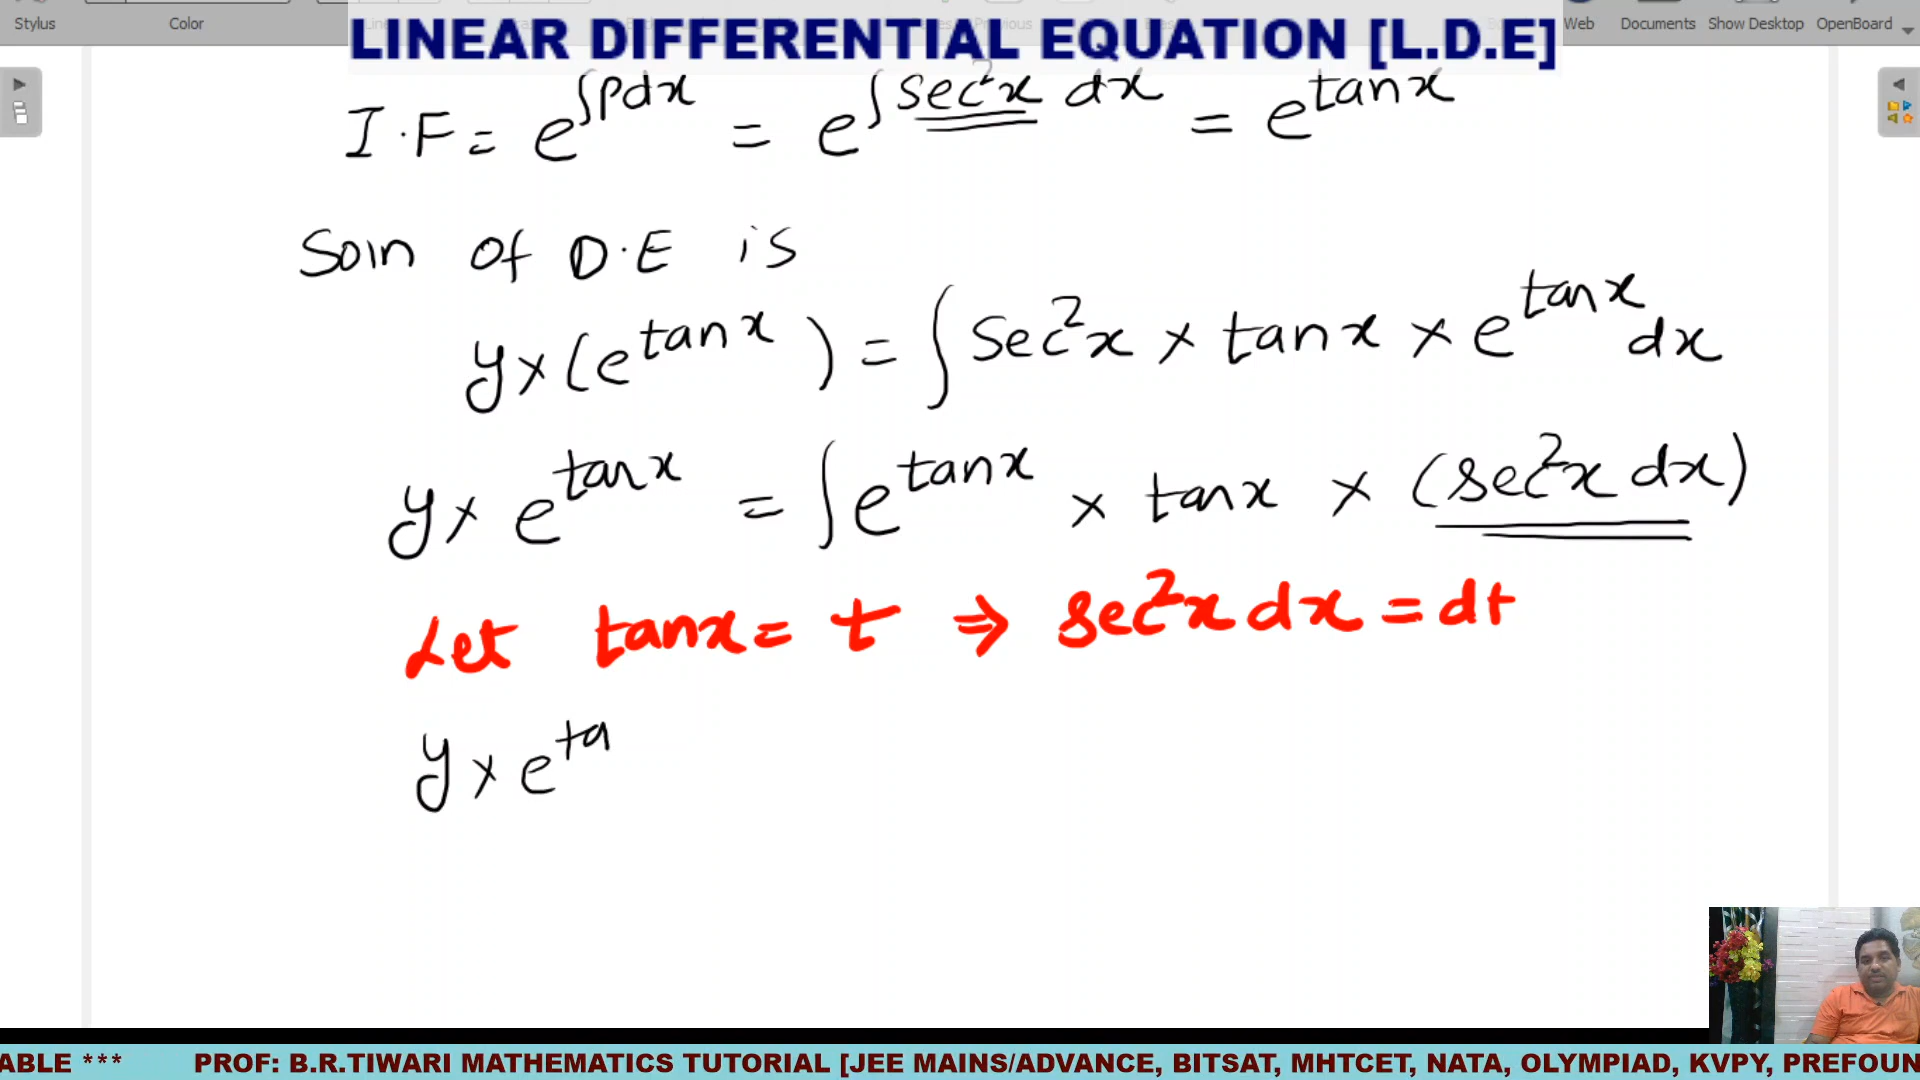 Stylus Color Web Documents Show Desktop OpenBoard
LINEAR DIFFERENTIAL EQUATION [L.D.E]
I.F = e^∫pdx = e^∫sec²x dx = e^tanx
Soln of D.E is
y×(e^tanx) = ∫sec²x × tanx × e^tanx dx
y× e^tanx = ∫e^tanx × tanx × (sec²x dx)
Let tanx = t ⇒ sec²x dx = dt
y × e^ta
ABLE *** PROF: B.R.TIWARI MATHEMATICS TUTORIAL [JEE MAINS/ADVANCE, BITSAT, MHTCET, NATA, OLYMPIAD, KVPY, PREFOUN